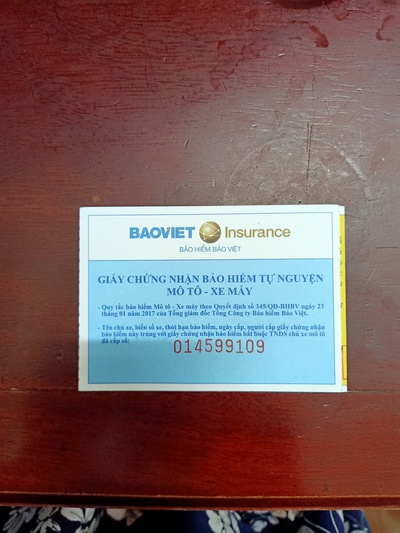 BAOVIET Insurance
BẢO HIỂM BẢO VIỆT
GIẤY CHỨNG NHẬN BẢO HIỂM TỰ NGUYỆN
MÔ TÔ - XE MÁY
- Quy tắc bảo hiểm Mô tô - Xe máy theo Quyết định số 345/QĐ-BHBV ngày 23
tháng 01 năm 2017 của Tổng giám đốc Tổng Công ty Bảo hiểm Bảo Việt.
- Tên chủ xe, biển số xe, thời hạn bảo hiểm, ngày cấp, người cấp giấy chứng nhận
bảo hiểm này trùng với giấy chứng nhận bảo hiểm bắt buộc TNDS chủ xe mô tô
đã cấp số:
014599109